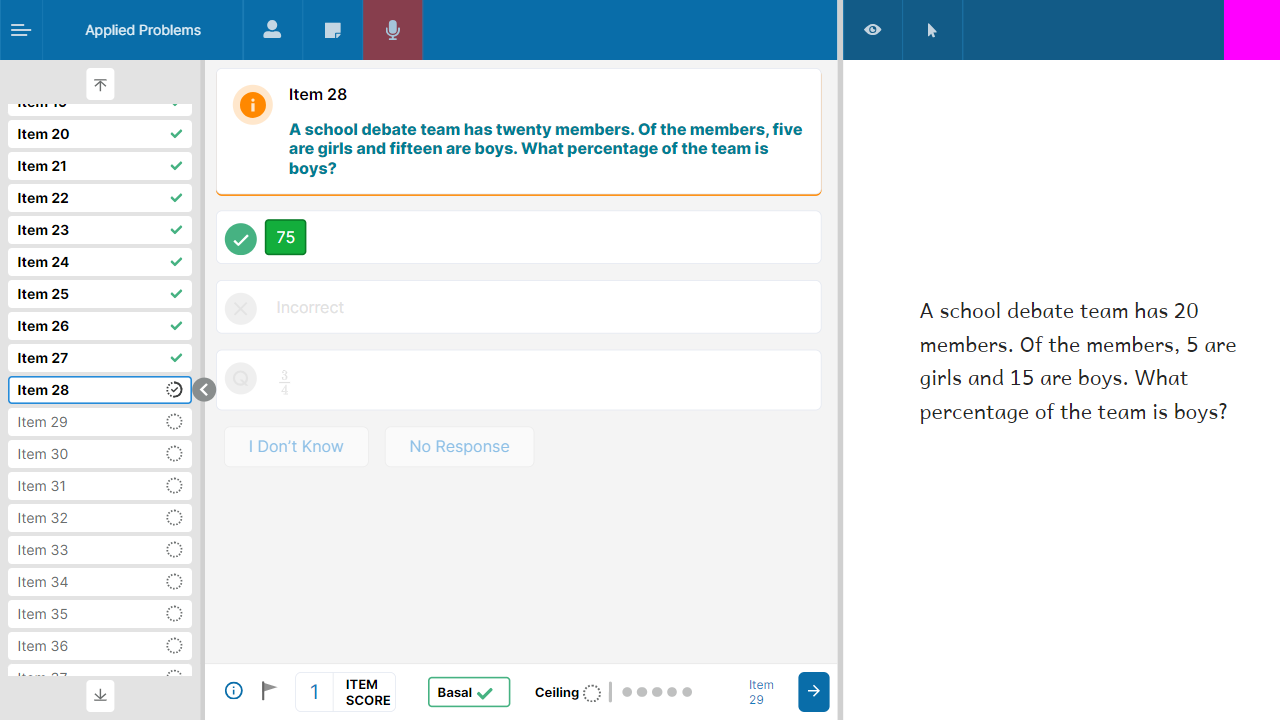 Applied Problems
Item 20
Item 21
Item 22
Item 23
Item 24
Item 25
Item 26
Item 27
Item 28
Item 29
Item 30
Item 31
Item 32
Item 33
Item 34
Item 35
Item 36
Item 28
A school debate team has twenty members. Of the members, five
are girls and fifteen are boys. What percentage of the team is
boys?
75
Incorrect
Q
3/4
I Don't Know
No Response
1
ITEM
SCORE
Basal
Ceiling
Item
29
A school debate team has 20
members. Of the members, 5 are
girls and 15 are boys. What
percentage of the team is boys?